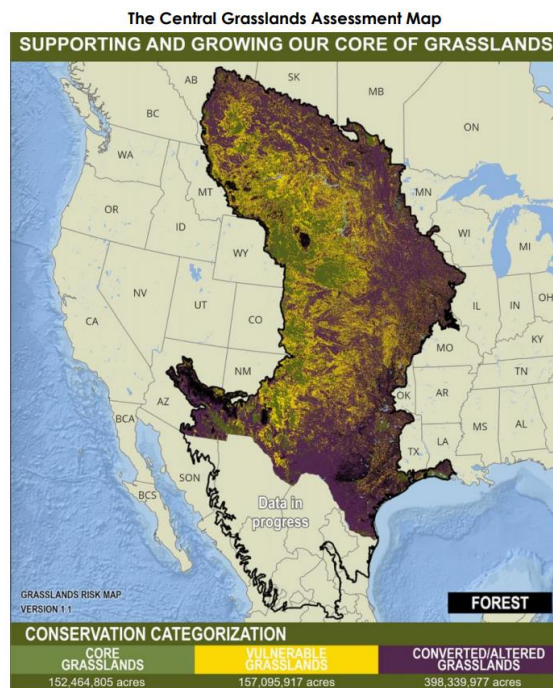 The Central Grasslands Assessment Map
SUPPORTING AND GROWING OUR CORE OF GRASSLANDS
AB
SK
MB
BC
ON
WA
MT
MN
OR
ID
WI
MI
WY
NV
UT
IL
IN
OH
CA
CO
KY
MO
TN
NM
OK
AR
AZ
MS
AL
BCA
TX
LA
SON
BCS
Data in
progress
GRASSLANDS RISK MAP
VERSION 1.1
FOREST
CONSERVATION CATEGORIZATION
CORE
GRASSLANDS
VULNERABLE
GRASSLANDS
CONVERTED/ALTERED
GRASSLANDS
152,464,805 acres
157,095,917 acres
398,339,977 acres